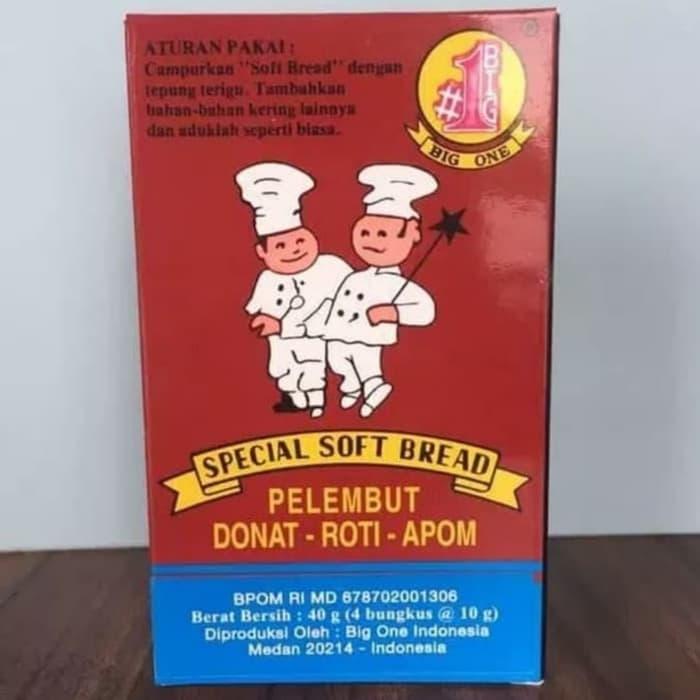 ATURAN PAKAI :
Campurkan "Soft Bread" dengan
tepung terigu. Tambahkan
bahan-bahan kering lainnya
dan aduklah seperti biasa.
#1 BIG
BIG ONE
SPECIAL SOFT BREAD
PELEMBUT
DONAT - ROTI - APOM
BPOM RI MD 678702001306
Berat Bersih : 40 g (4 bungkus @ 10 g)
Diproduksi Oleh : Big One Indonesia
Medan 20214 - Indonesia